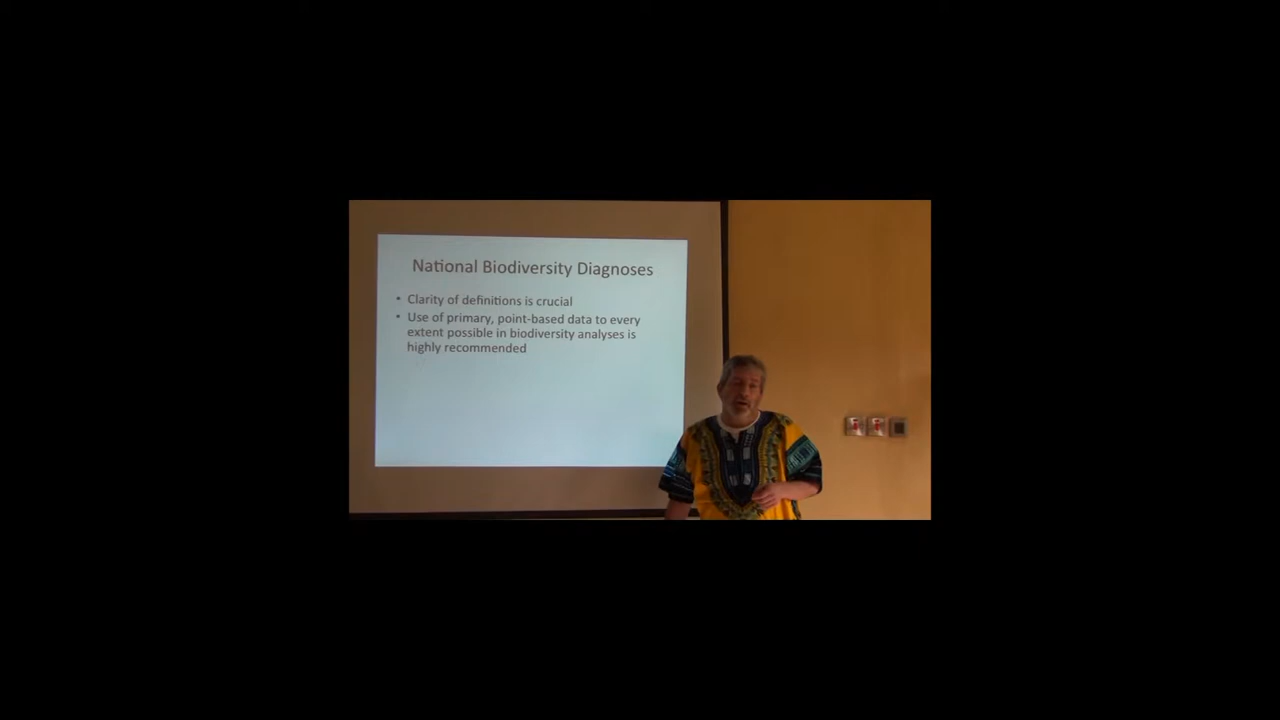 National Biodiversity Diagnoses
• Clarity of definitions is crucial
• Use of primary, point-based data to every
extent possible in biodiversity analyses is
highly recommended